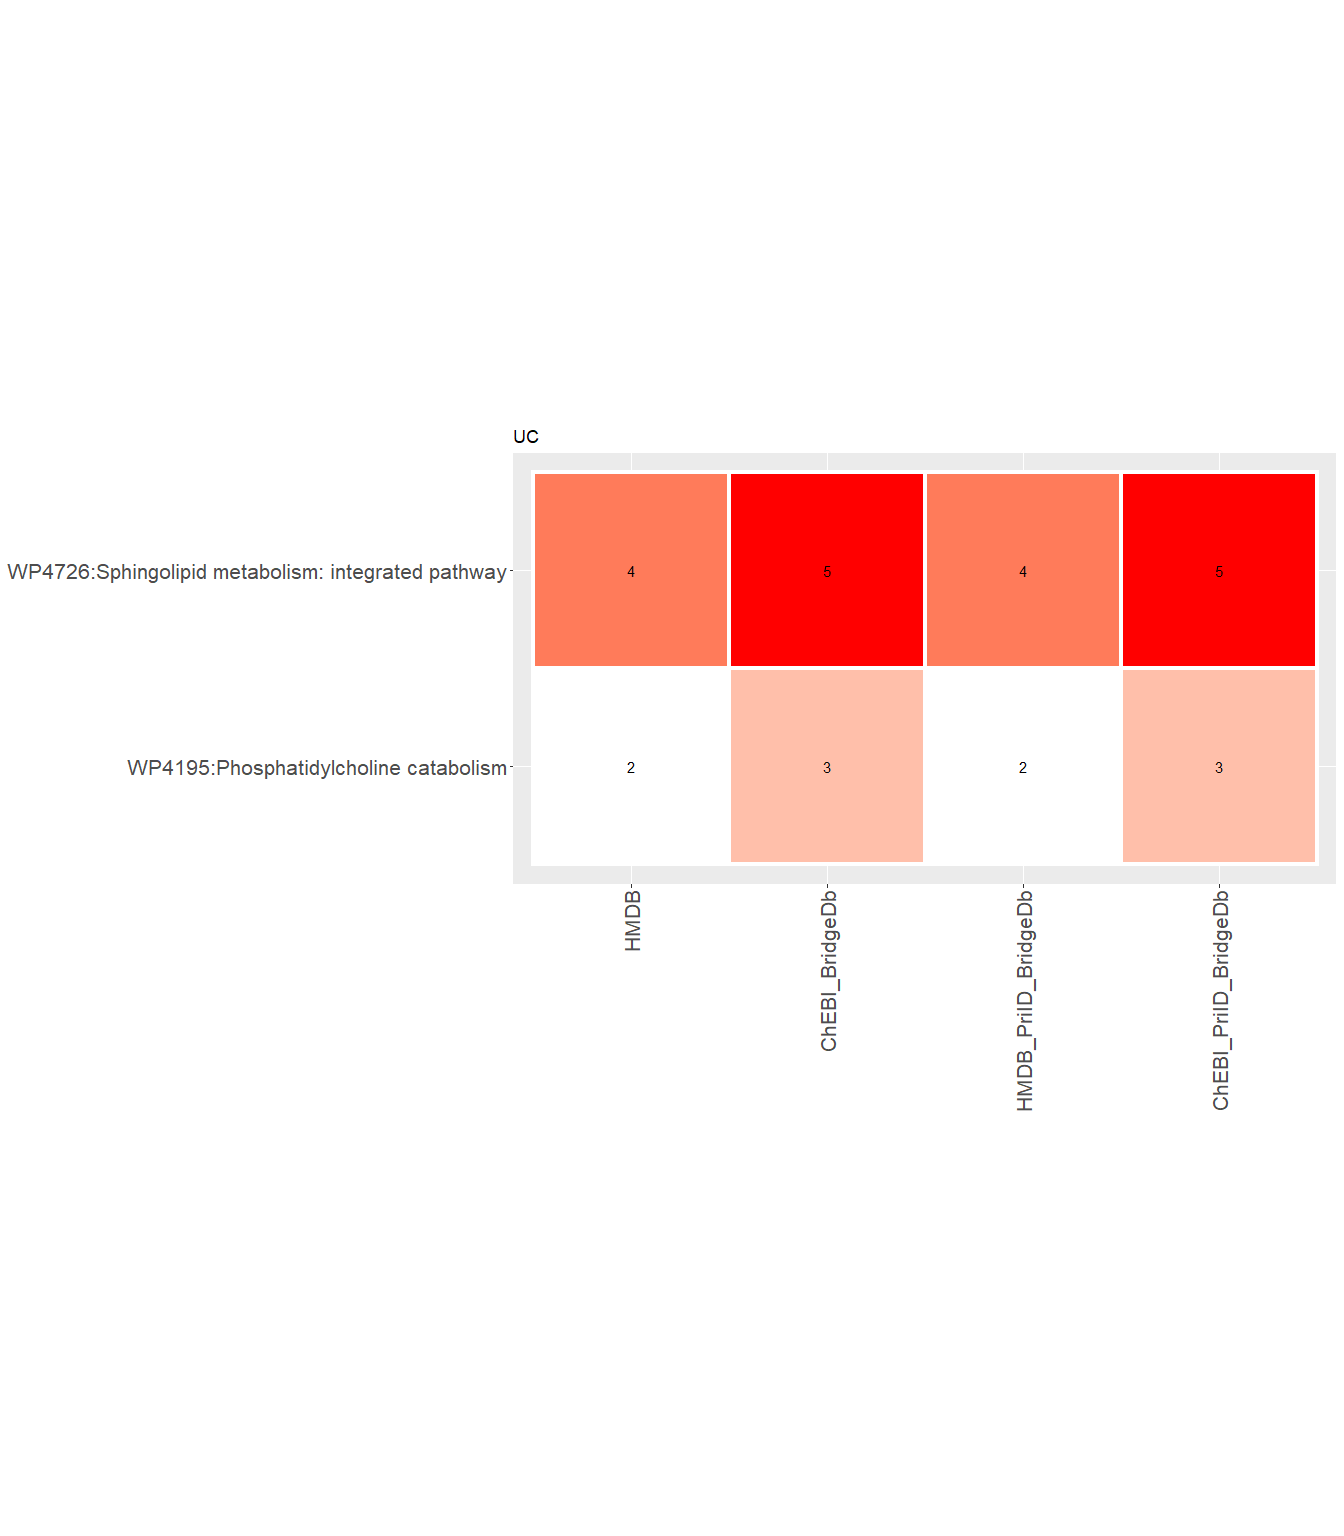 UC
WP4726:Sphingolipid metabolism: integrated pathway
4 5 4 5
WP4195:Phosphatidylcholine catabolism
2 3 2 3
HMDB
ChEBI_BridgeDb
HMDB_PriID_BridgeDb
ChEBI_PriID_BridgeDb